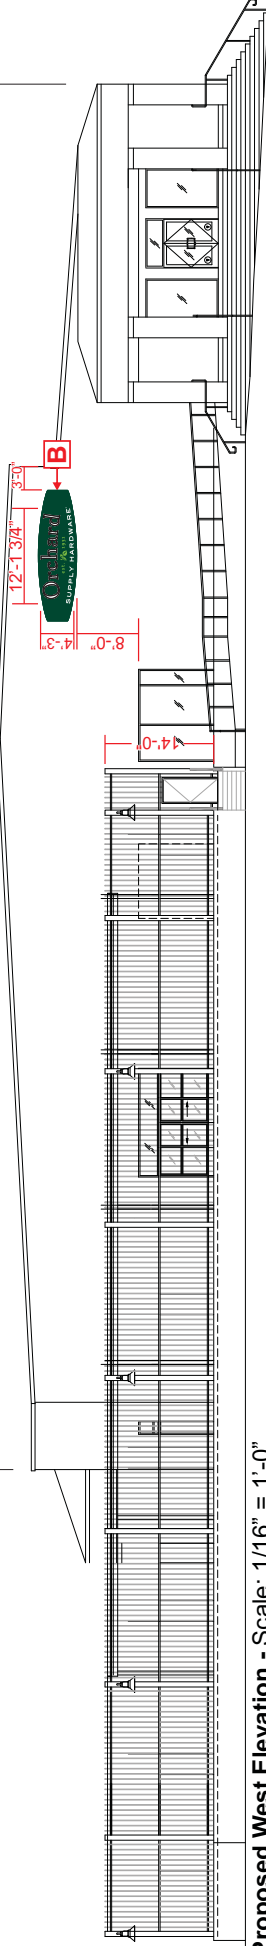 B
3'-0"
12'-1 3/4"
Orchard
est. 1931
SUPPLY HARDWARE
4'-3"
8'-0"
14'-0"
Proposed West Elevation - Scale: 1/16" = 1'-0"